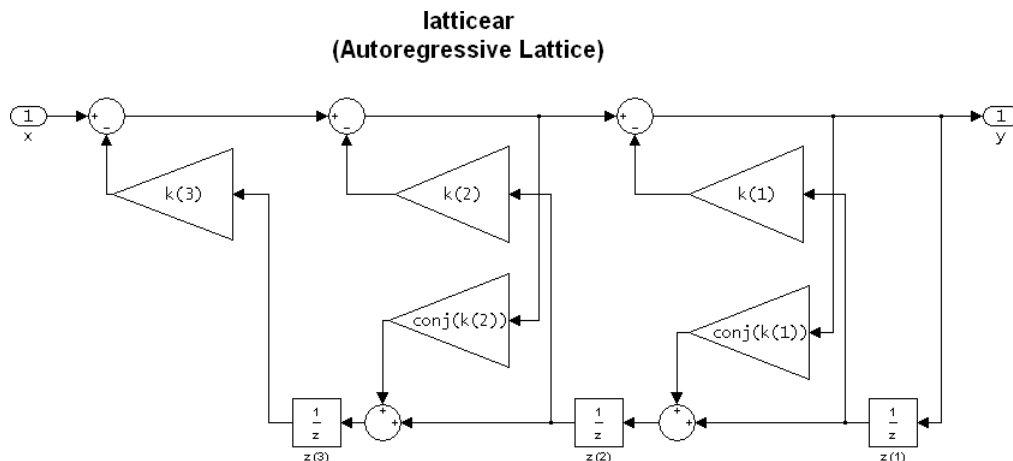 latticear
(Autoregressive Lattice)
1
x
+
−
+
−
+
−
1
y
k(3)
k(2)
k(1)
conj(k(2))
conj(k(1))
1
z
z(3)
+
+
1
z
z(2)
+
+
1
z
z(1)